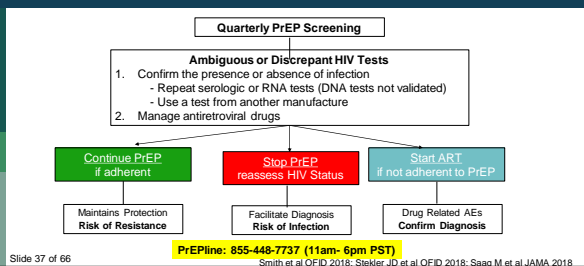 Quarterly PrEP Screening
Ambiguous or Discrepant HIV Tests
1. Confirm the presence or absence of infection
- Repeat serologic or RNA tests (DNA tests not validated)
- Use a test from another manufacture
2. Manage antiretroviral drugs
Continue PrEP
if adherent
Stop PrEP
reassess HIV Status
Start ART
if not adherent to PrEP
Maintains Protection
Risk of Resistance
Facilitate Diagnosis
Risk of Infection
Drug Related AEs
Confirm Diagnosis
PrEPline: 855-448-7737 (11am- 6pm PST)
Slide 37 of 66
Smith et al OFID 2018; Stekler JD et al OFID 2018; Saag M et al JAMA 2018